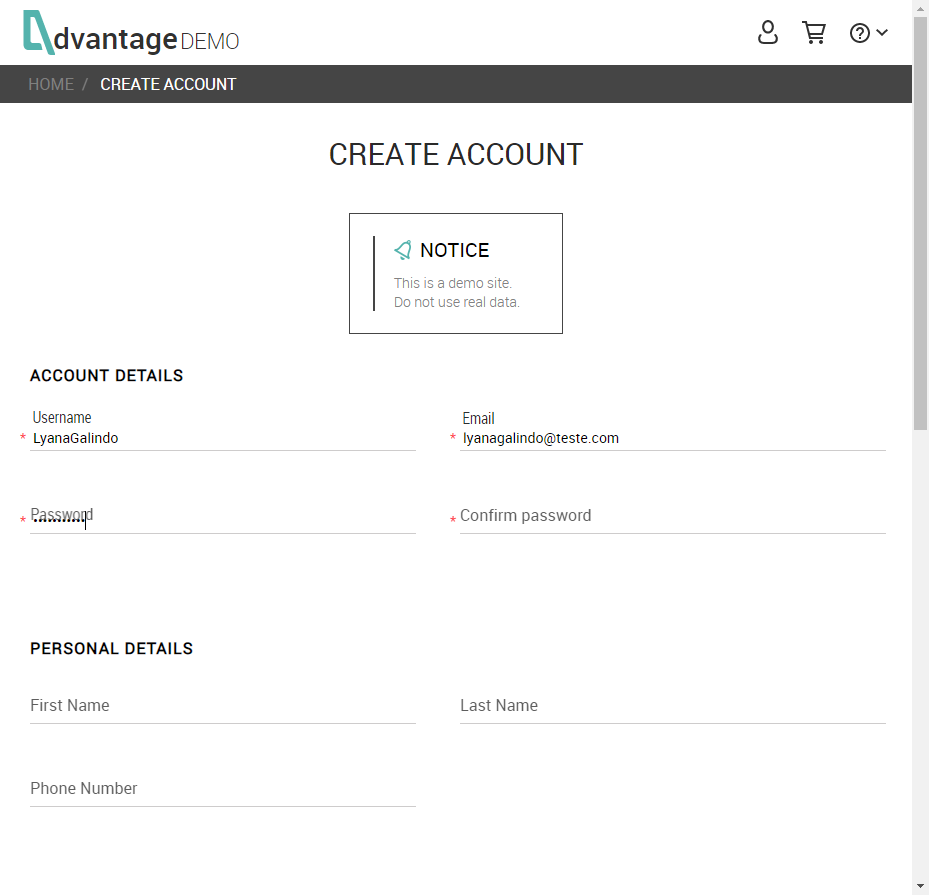 dvantage DEMO
HOME / CREATE ACCOUNT
CREATE ACCOUNT
NOTICE
This is a demo site.
Do not use real data.
ACCOUNT DETAILS
Username
* LyanaGalindo
Email
* lyanagalindo@teste.com
* Password
* Confirm password
PERSONAL DETAILS
First Name
Last Name
Phone Number